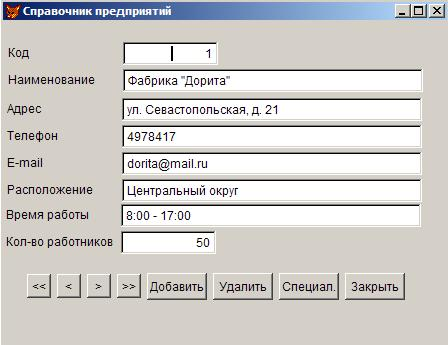 Справочник предприятий
Код 1
Наименование Фабрика "Дорита"
Адрес ул. Севастопольская, д. 21
Телефон 4978417
E-mail dorita@mail.ru
Расположение Центральный округ
Время работы 8:00 - 17:00
Кол-во работников 50
<< < > >> Добавить Удалить Специал. Закрыть